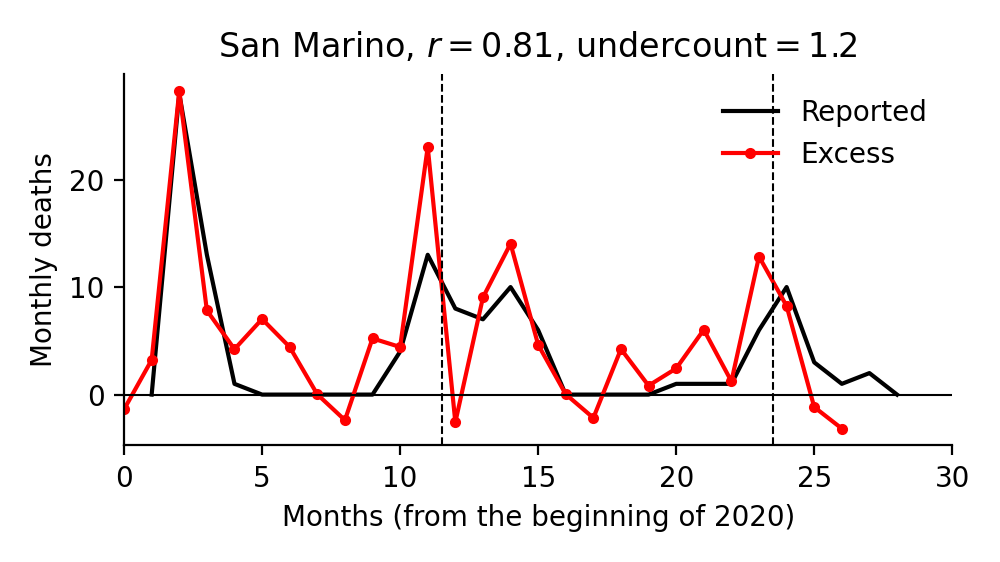 San Marino, r = 0.81, undercount = 1.2
Reported
Excess
Monthly deaths
20
10
0
0 5 10 15 20 25 30
Months (from the beginning of 2020)